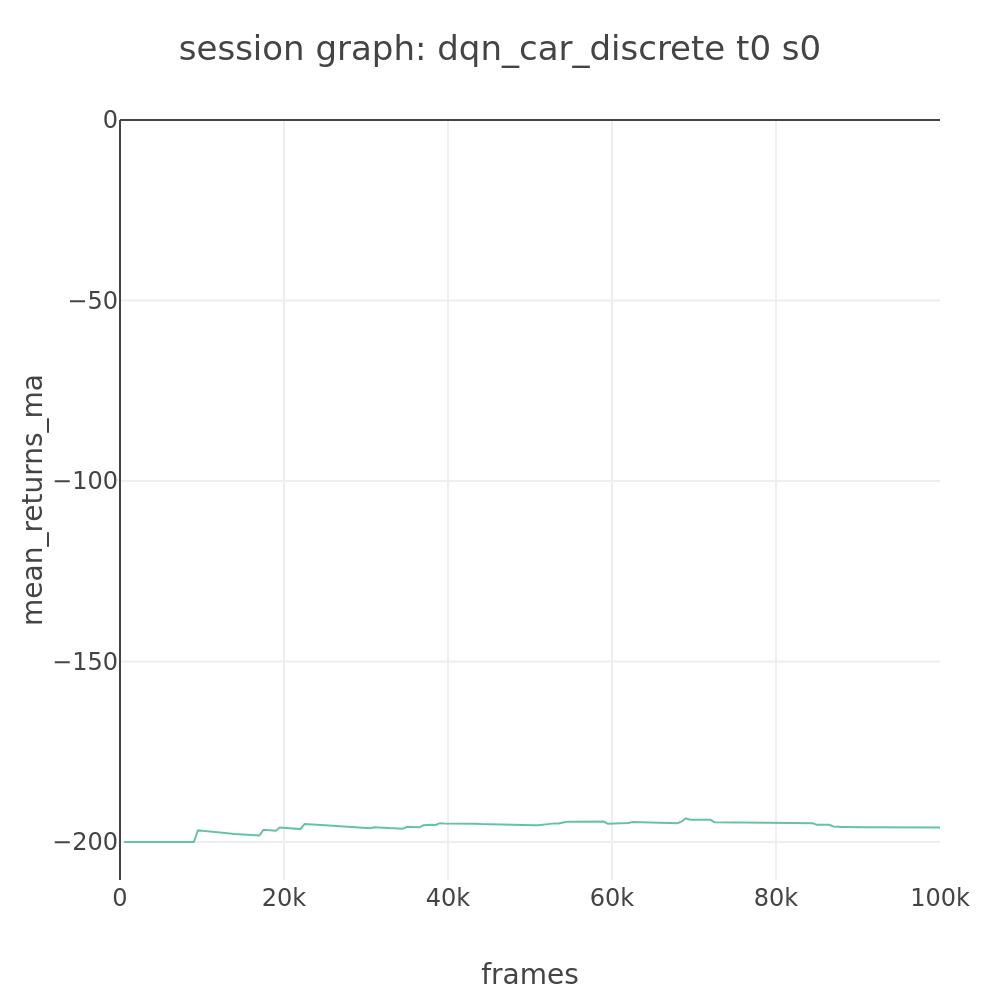 session graph: dqn_car_discrete t0 s0
0
−50
−100
−150
−200
mean_returns_ma
0 20k 40k 60k 80k 100k
frames